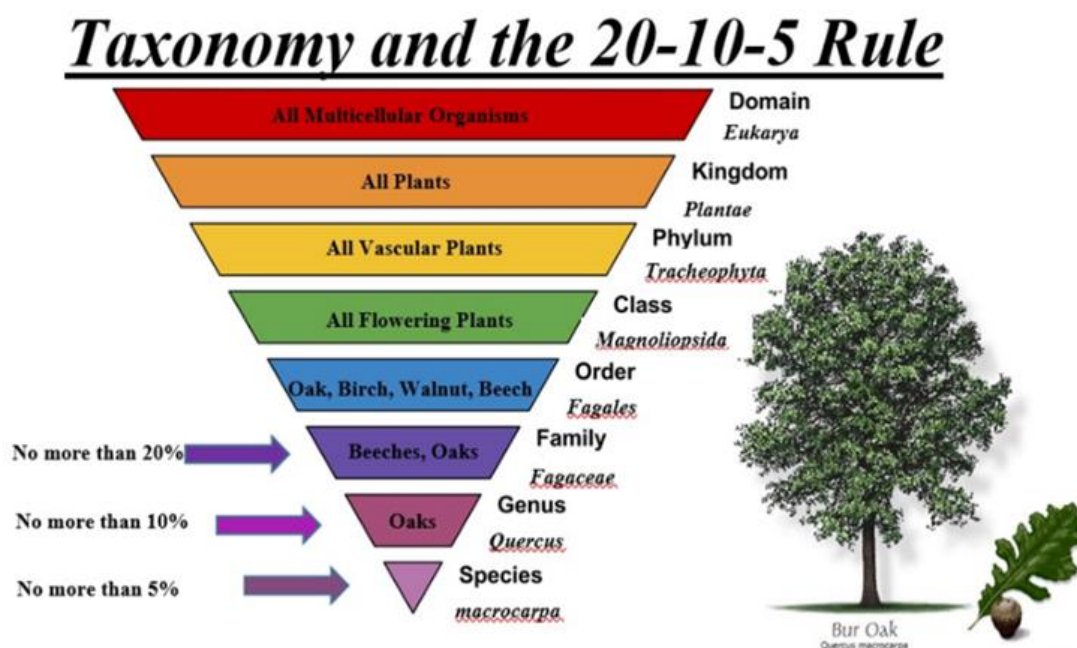 Taxonomy and the 20-10-5 Rule
All Multicellular Organisms
Domain
Eukarya
All Plants
Kingdom
Plantae
All Vascular Plants
Phylum
Tracheophyta
All Flowering Plants
Class
Magnoliopsida
Oak, Birch, Walnut, Beech
Order
Fagales
No more than 20%
Beeches, Oaks
Family
Fagaceae
No more than 10%
Oaks
Genus
Quercus
No more than 5%
Species
macrocarpa
Bur Oak
Quercus macrocarpa